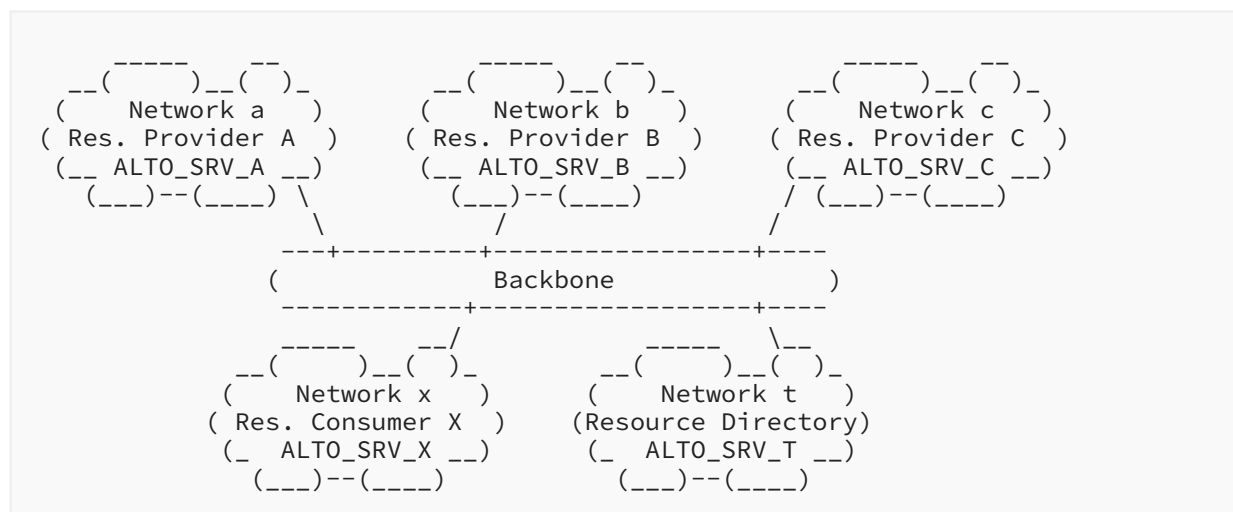 Network a Network b Network c
Res. Provider A Res. Provider B Res. Provider C
ALTO_SRV_A ALTO_SRV_B ALTO_SRV_C
Backbone
Network x Network t
Res. Consumer X (Resource Directory)
ALTO_SRV_X ALTO_SRV_T